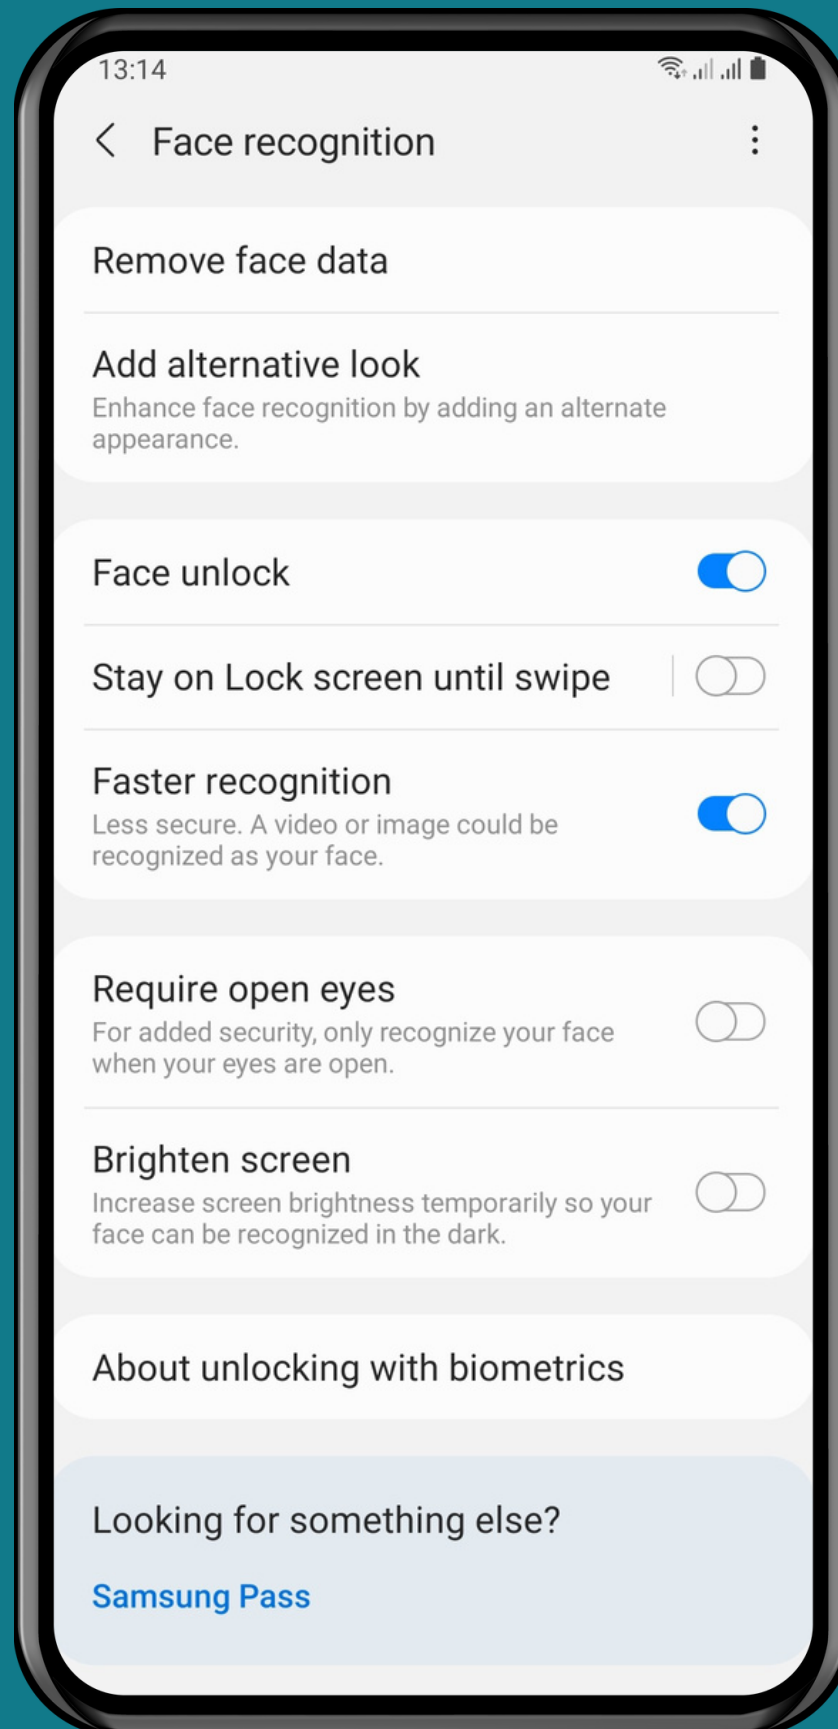 13:14
Face recognition
Remove face data
Add alternative look
Enhance face recognition by adding an alternate
appearance.
Face unlock
Stay on Lock screen until swipe
Faster recognition
Less secure. A video or image could be
recognized as your face.
Require open eyes
For added security, only recognize your face
when your eyes are open.
Brighten screen
Increase screen brightness temporarily so your
face can be recognized in the dark.
About unlocking with biometrics
Looking for something else?
Samsung Pass